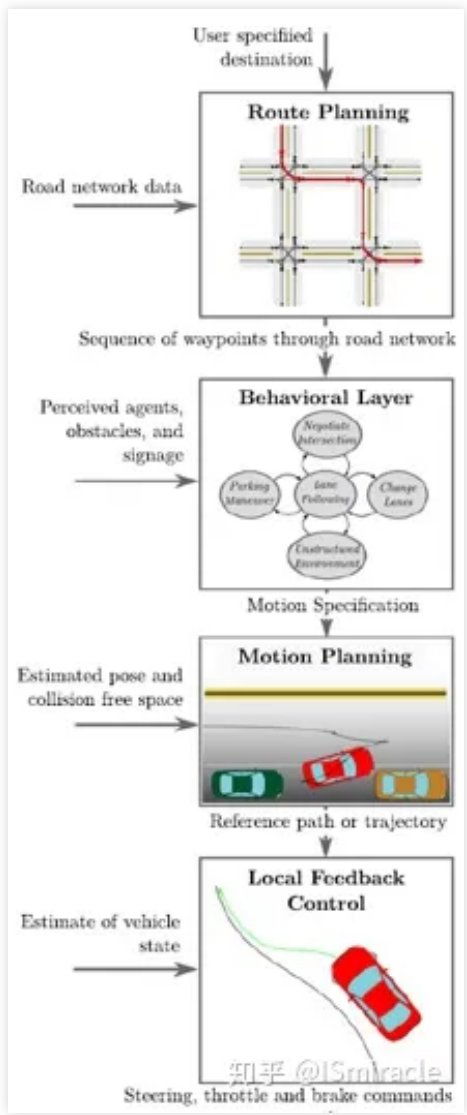 User specifiied
destination
Route Planning
Road network data
Sequence of waypoints through road network
Perceived agents,
obstacles, and
signage
Behavioral Layer
Negotiate
Intersection
Parking
Maneuver
Lane
Following
Change
Lanes
Unstructured
Environment
Motion Specification
Estimated pose and
collision free space
Motion Planning
Reference path or trajectory
Estimate of vehicle
state
Local Feedback
Control
知乎 @ISmiracle
Steering, throttle and brake commands